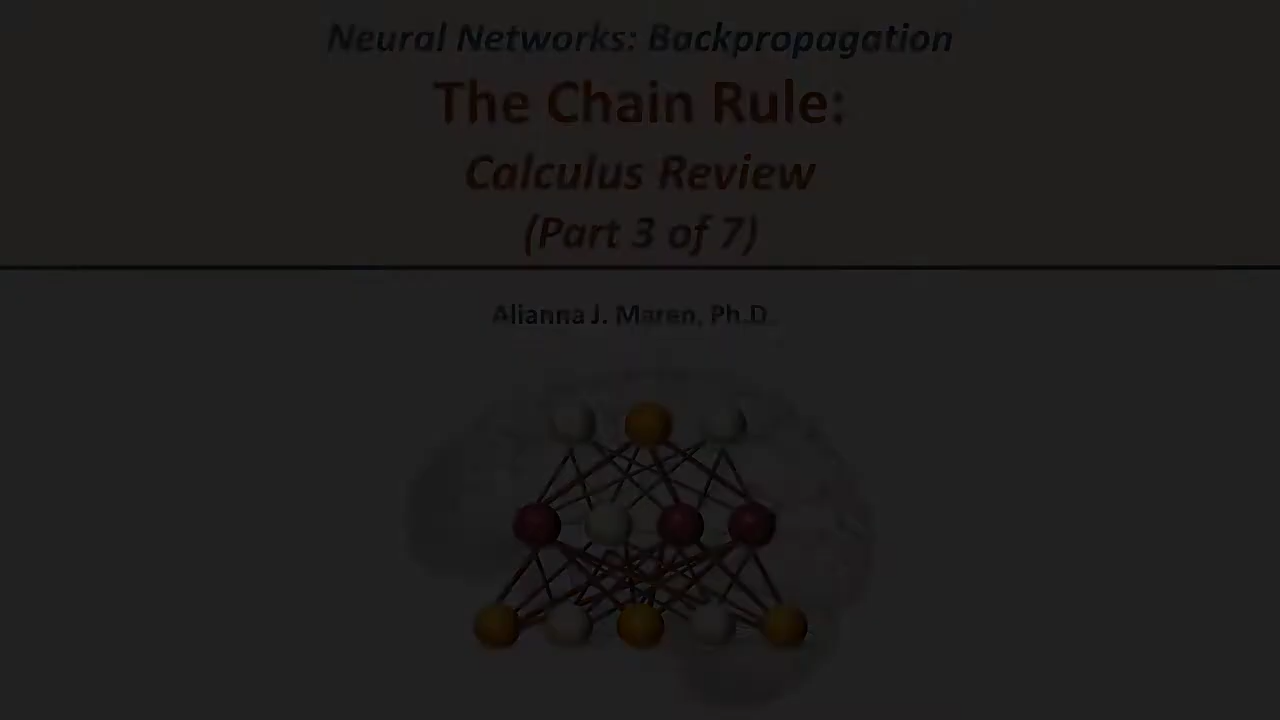 Neural Networks: Backpropagation
The Chain Rule:
Calculus Review
(Part 3 of 7)
Alianna J. Maren, Ph.D.